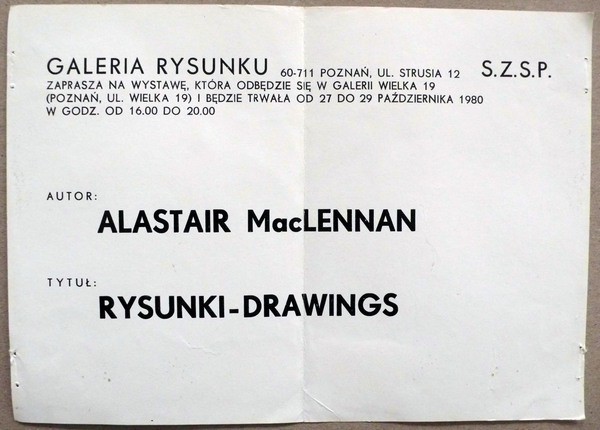 GALERIA RYSUNKU 60-711 POZNAŃ, UL. STRUSIA 12 S.Z.S.P.
ZAPRASZA NA WYSTAWĘ, KTÓRA ODBĘDZIE SIĘ W GALERII WIELKA 19
(POZNAŃ, UL. WIELKA 19) I BĘDZIE TRWAŁA OD 27 DO 29 PAŹDZIERNIKA 1980
W GODZ. OD 16.00 DO 20.00
AUTOR:
ALASTAIR MacLENNAN
TYTUŁ:
RYSUNKI-DRAWINGS